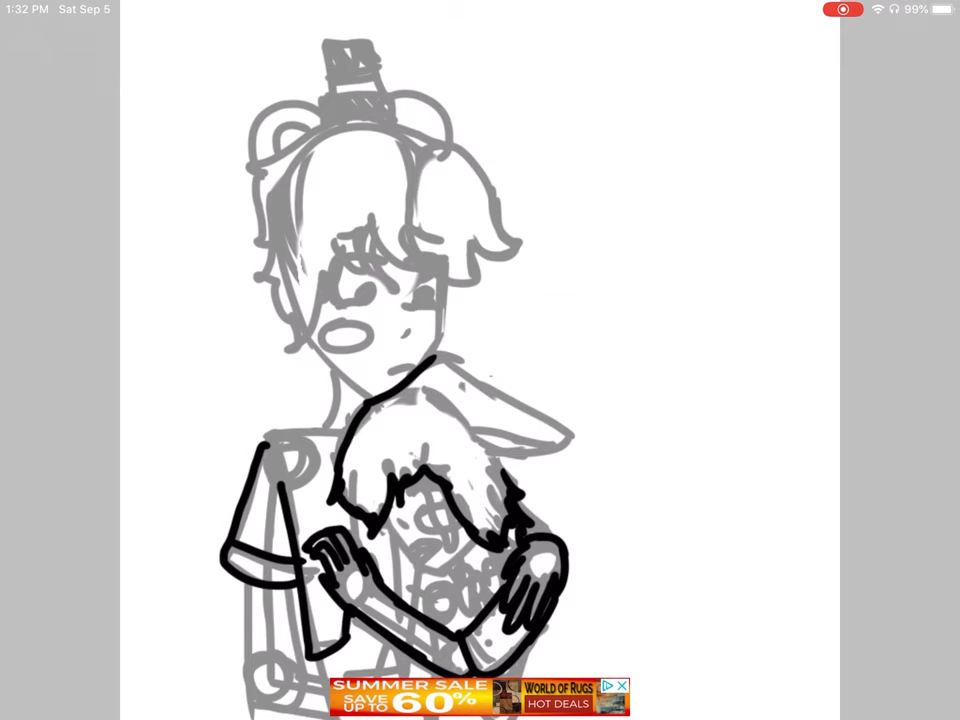 1:32 PM Sat Sep 5 99%
SUMMER SALE
SAVE UP TO 60%
WORLD OF RUGS
HOT DEALS